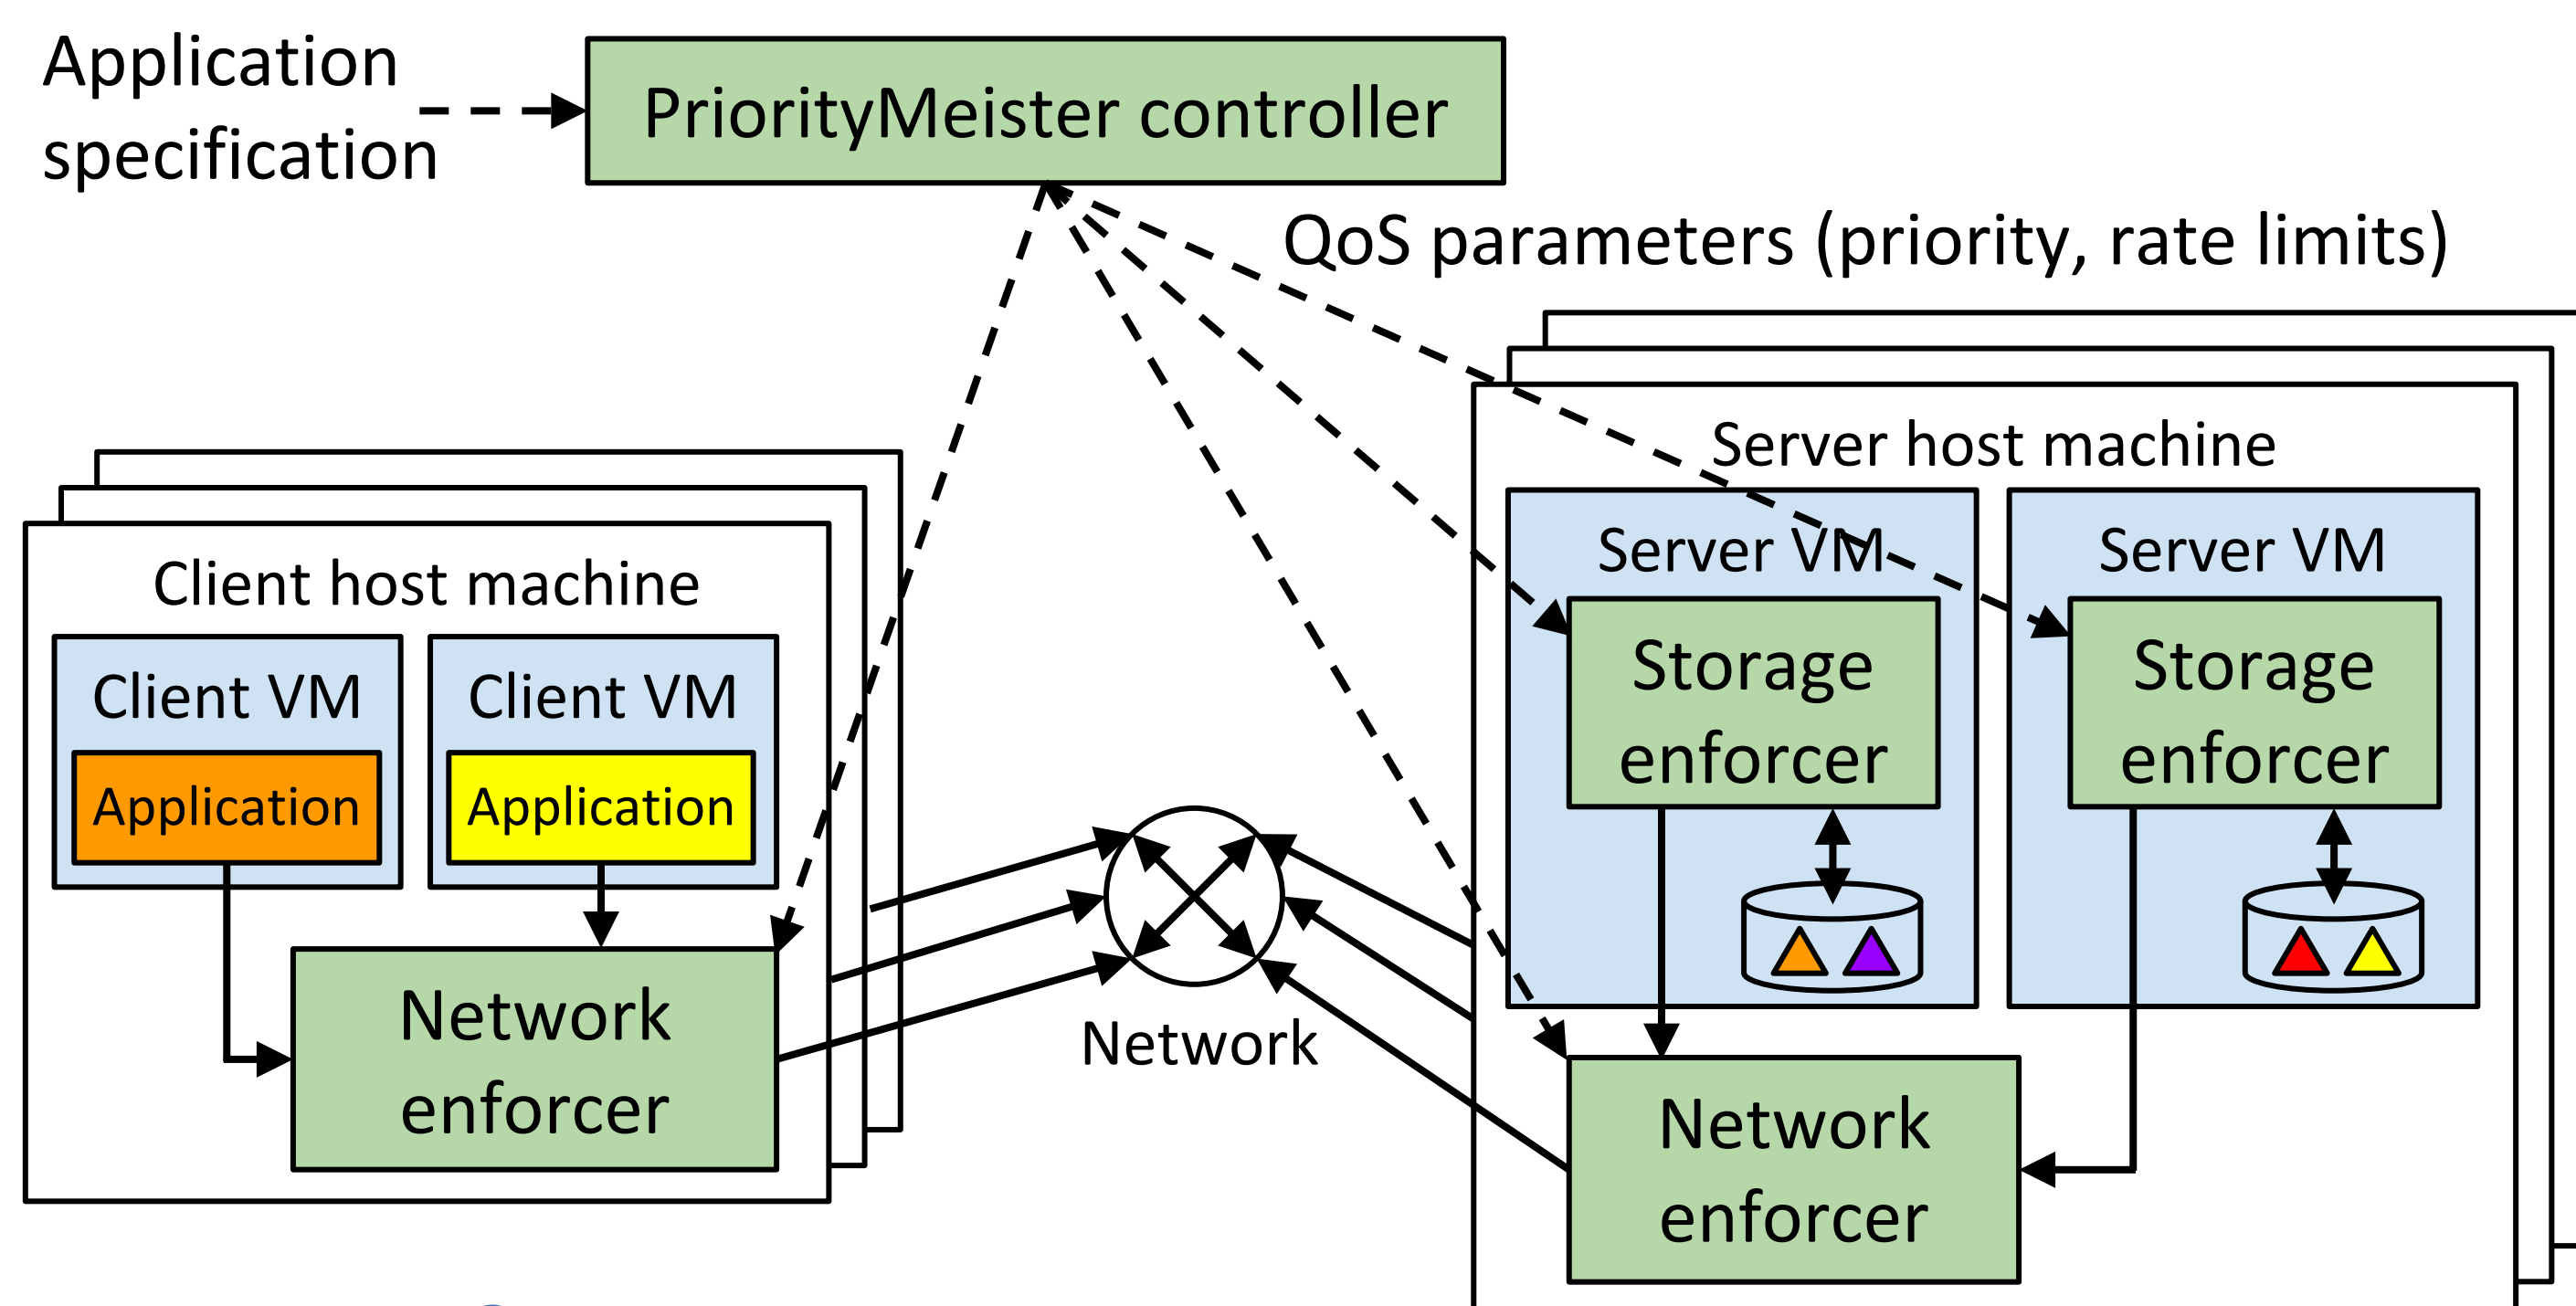 Application
specification
PriorityMeister controller
QoS parameters (priority, rate limits)
Client host machine
Client VM
Application
Client VM
Application
Network
enforcer
Network
Server host machine
Server VM
Storage
enforcer
Server VM
Storage
enforcer
Network
enforcer